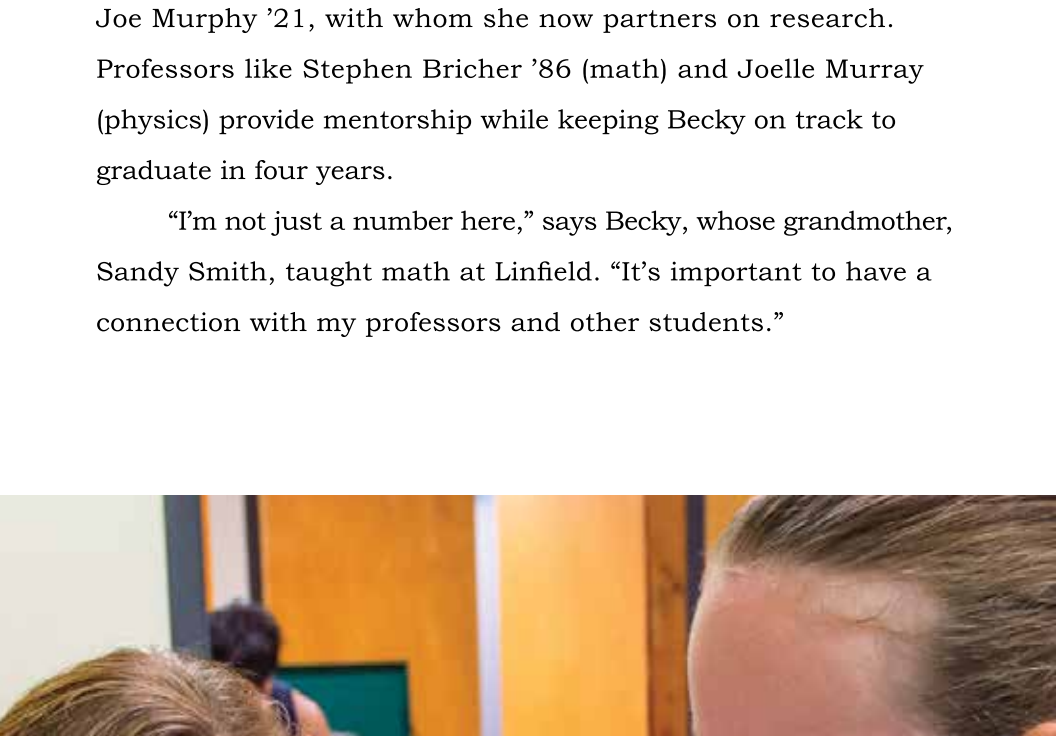 Joe Murphy ’21, with whom she now partners on research.
Professors like Stephen Bricher ’86 (math) and Joelle Murray
(physics) provide mentorship while keeping Becky on track to
graduate in four years.
“I’m not just a number here,” says Becky, whose grandmother,
Sandy Smith, taught math at Linfield. “It’s important to have a
connection with my professors and other students.”